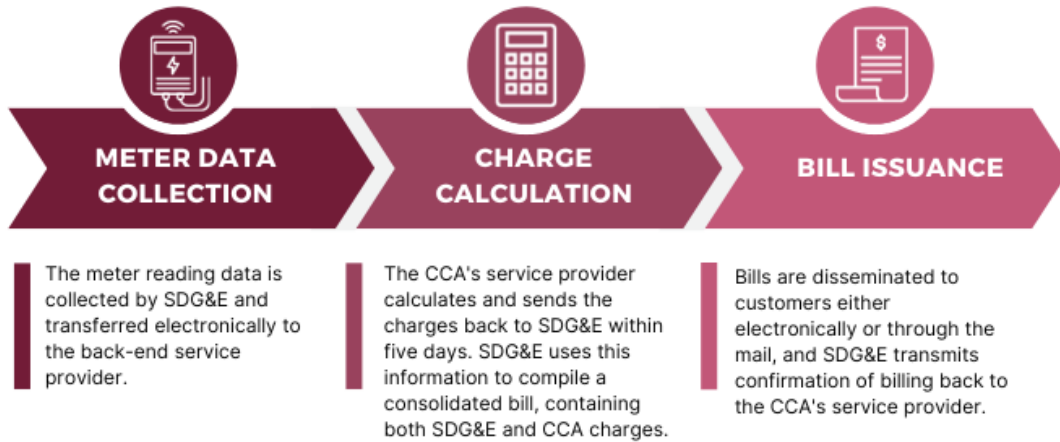 METER DATA
COLLECTION
The meter reading data is
collected by SDG&E and
transferred electronically to
the back-end service
provider.
CHARGE
CALCULATION
The CCA's service provider
calculates and sends the
charges back to SDG&E within
five days. SDG&E uses this
information to compile a
consolidated bill, containing
both SDG&E and CCA charges.
$
BILL ISSUANCE
Bills are disseminated to
customers either
electronically or through the
mail, and SDG&E transmits
confirmation of billing back to
the CCA's service provider.